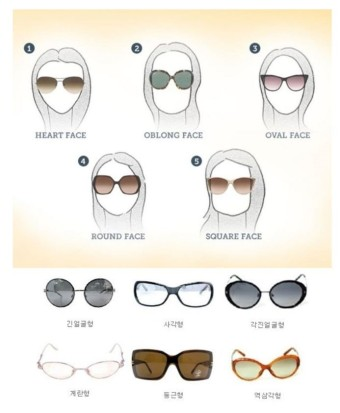 1
2
3
HEART FACE
OBLONG FACE
OVAL FACE
4
5
ROUND FACE
SQUARE FACE
긴얼굴형
사각형
각진얼굴형
계란형
둥근형
역삼각형